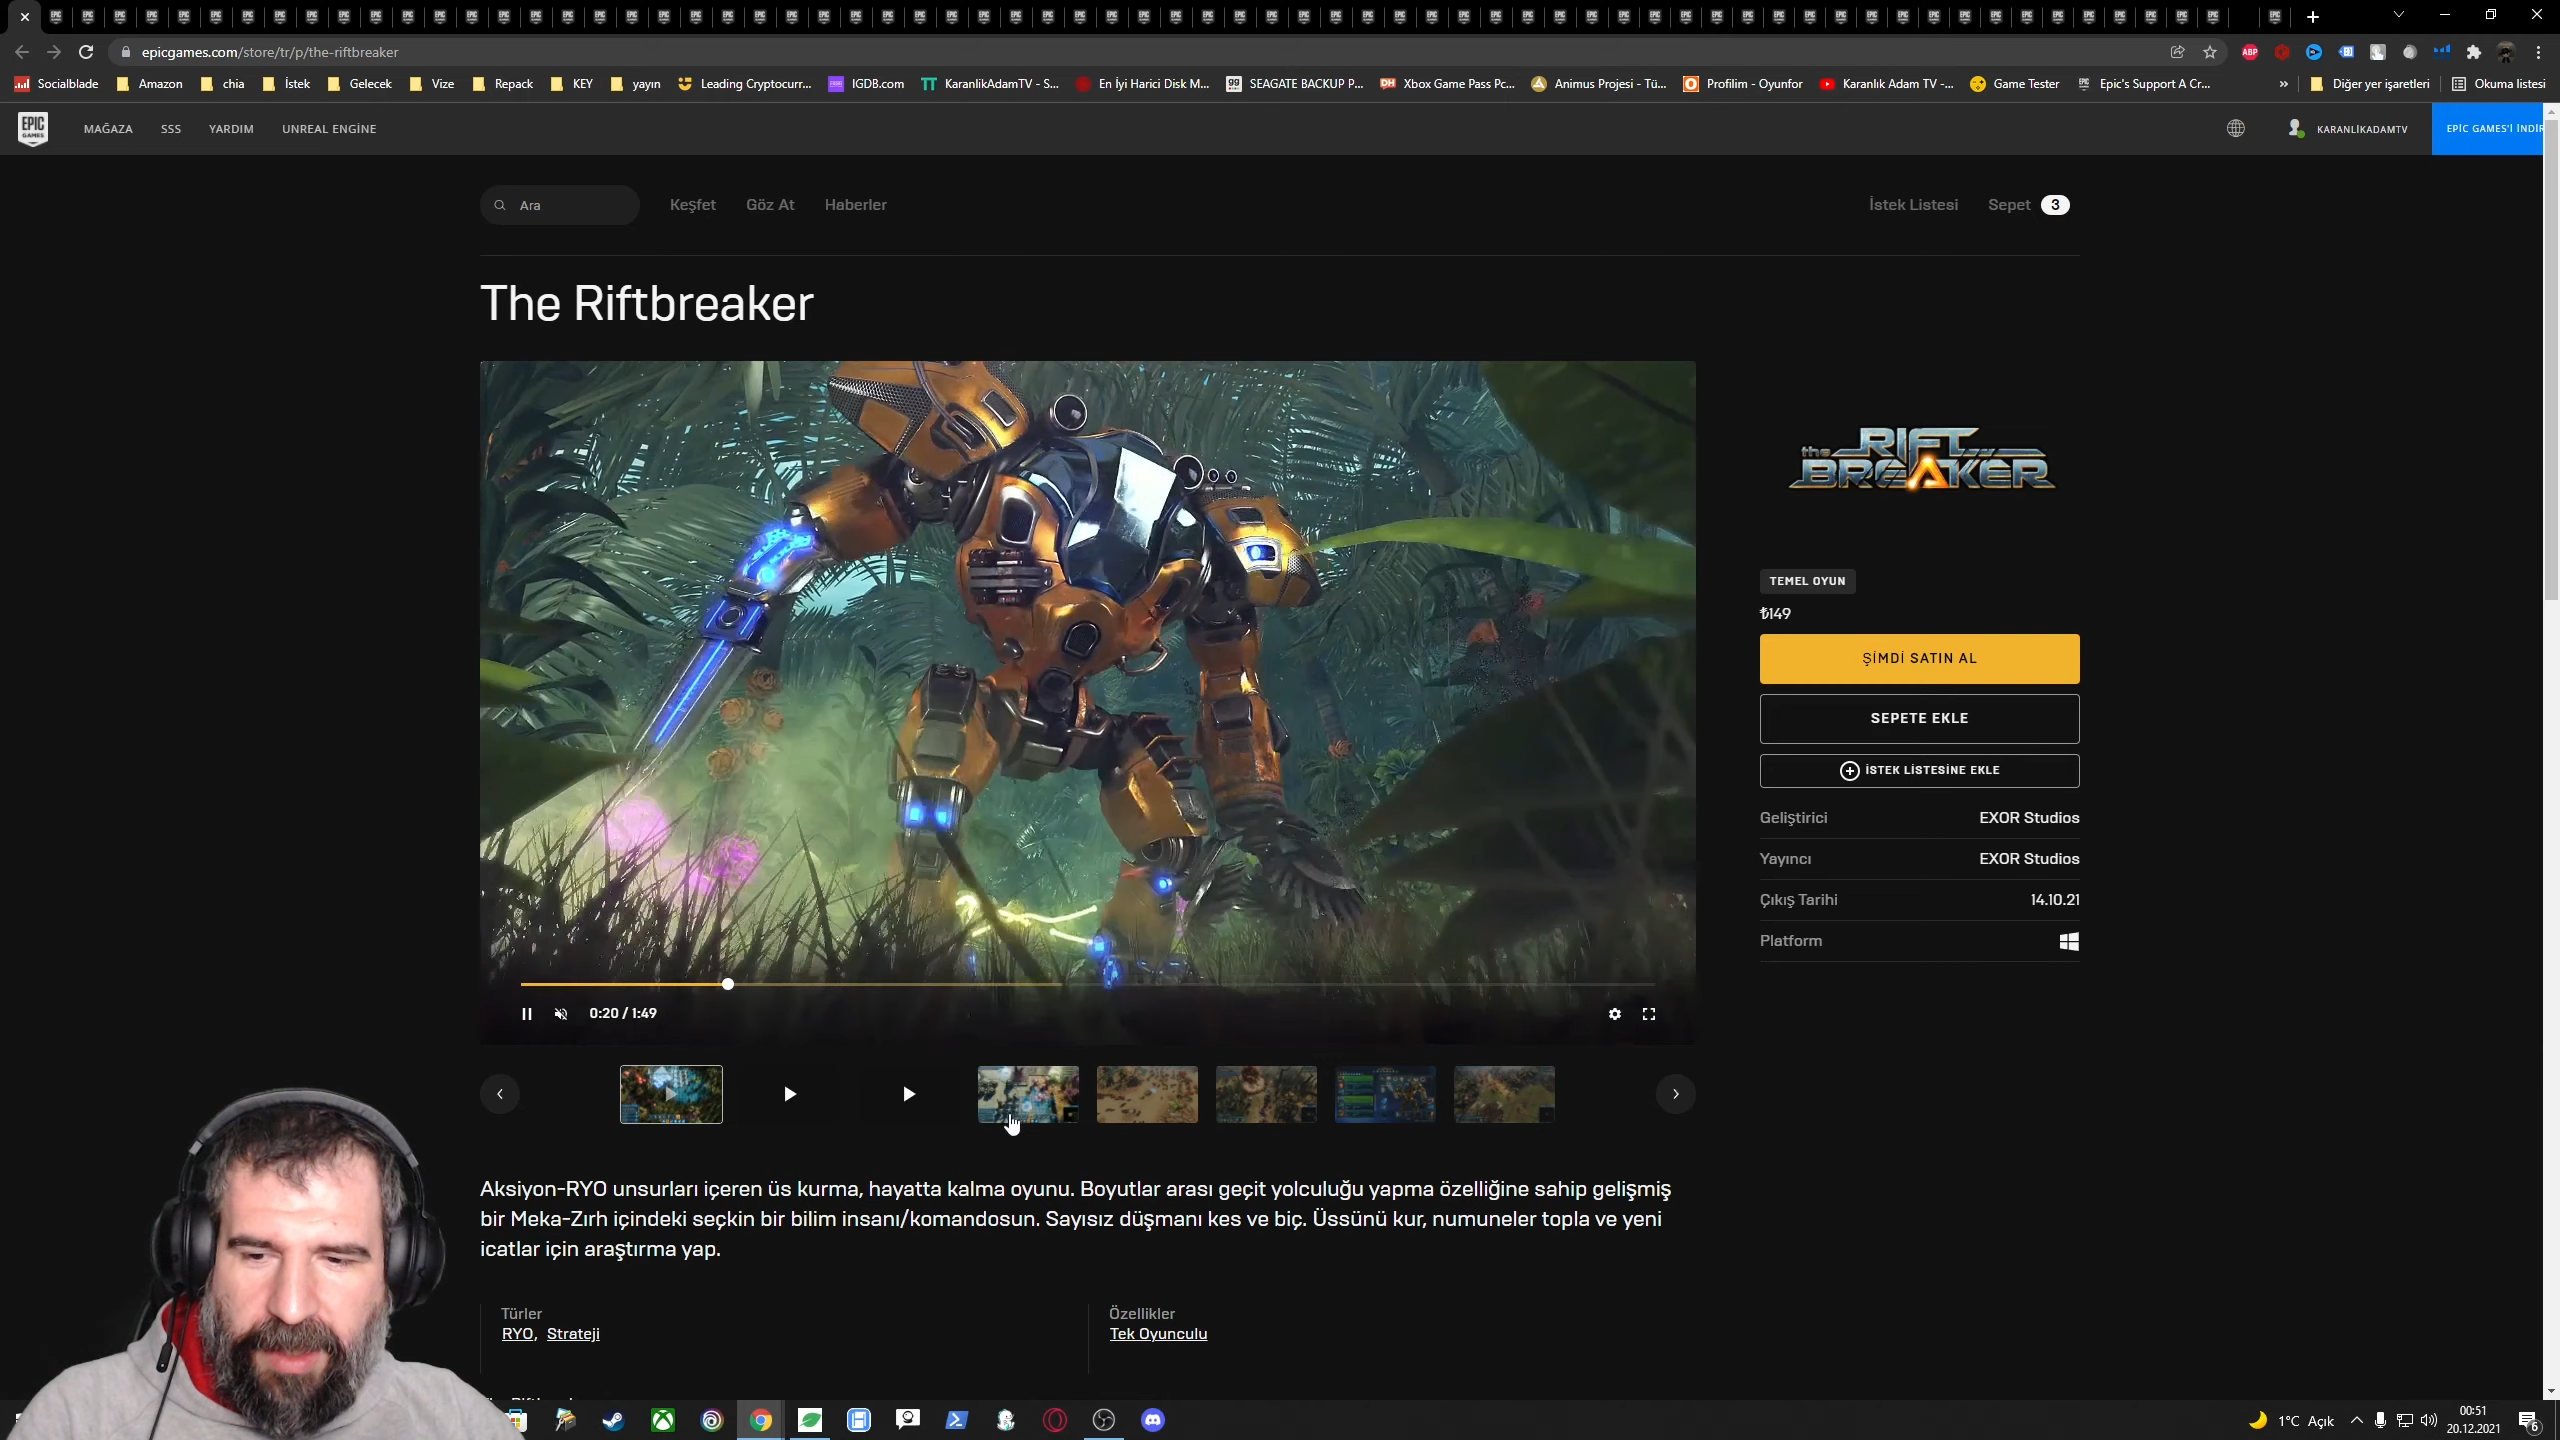 epicgames.com/store/tr/p/the-riftbreaker
Socialblade
Amazon
chia
İstek
Gelecek
Vize
Repack
KEY
yayın
Leading Cryptocurr...
IGDB.com
KaranlikAdamTV - S...
En İyi Harici Disk M...
SEAGATE BACKUP P...
Xbox Game Pass Pc...
Animus Projesi - Tü...
Profilim - Oyunfor
Karanlık Adam TV -...
Game Tester
Epic's Support A Cr...
»
Diğer yer işaretleri
Okuma listesi
EPIC GAMES
MAĞAZA
SSS
YARDIM
UNREAL ENGİNE
KARANLİKADAMTV
EPİC GAMES'İ İNDİR
Ara
Keşfet
Göz At
Haberler
İstek Listesi
Sepet 3
The Riftbreaker
the RIFT BREAKER
TEMEL OYUN
₺149
ŞİMDİ SATIN AL
SEPETE EKLE
İSTEK LİSTESİNE EKLE
Geliştirici EXOR Studios
Yayıncı EXOR Studios
Çıkış Tarihi 14.10.21
Platform
0:20 / 1:49
Aksiyon-RYO unsurları içeren üs kurma, hayatta kalma oyunu. Boyutlar arası geçit yolculuğu yapma özelliğine sahip gelişmiş
bir Meka-Zırh içindeki seçkin bir bilim insanı/komandosun. Sayısız düşmanı kes ve biç. Üssünü kur, numuneler topla ve yeni
icatlar için araştırma yap.
Türler
RYO, Strateji
Özellikler
Tek Oyunculu
1°C Açık
00:51
20.12.2021
6